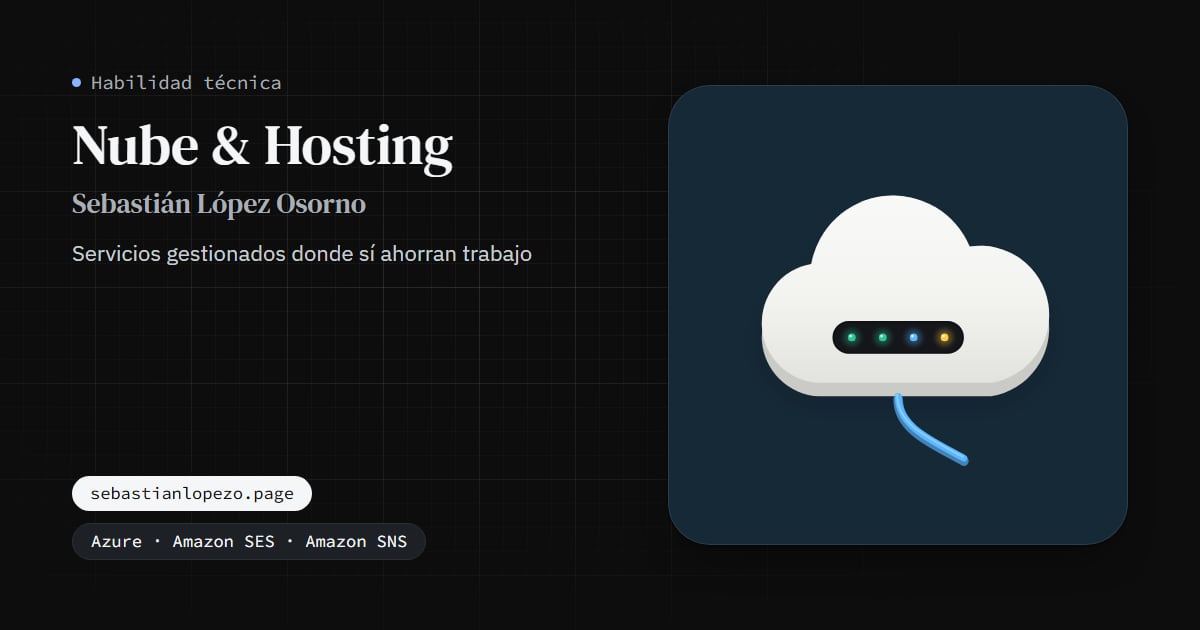 Habilidad técnica
Nube & Hosting
Sebastián López Osorno
Servicios gestionados donde sí ahorran trabajo
sebastianlopezo.page
Azure · Amazon SES · Amazon SNS